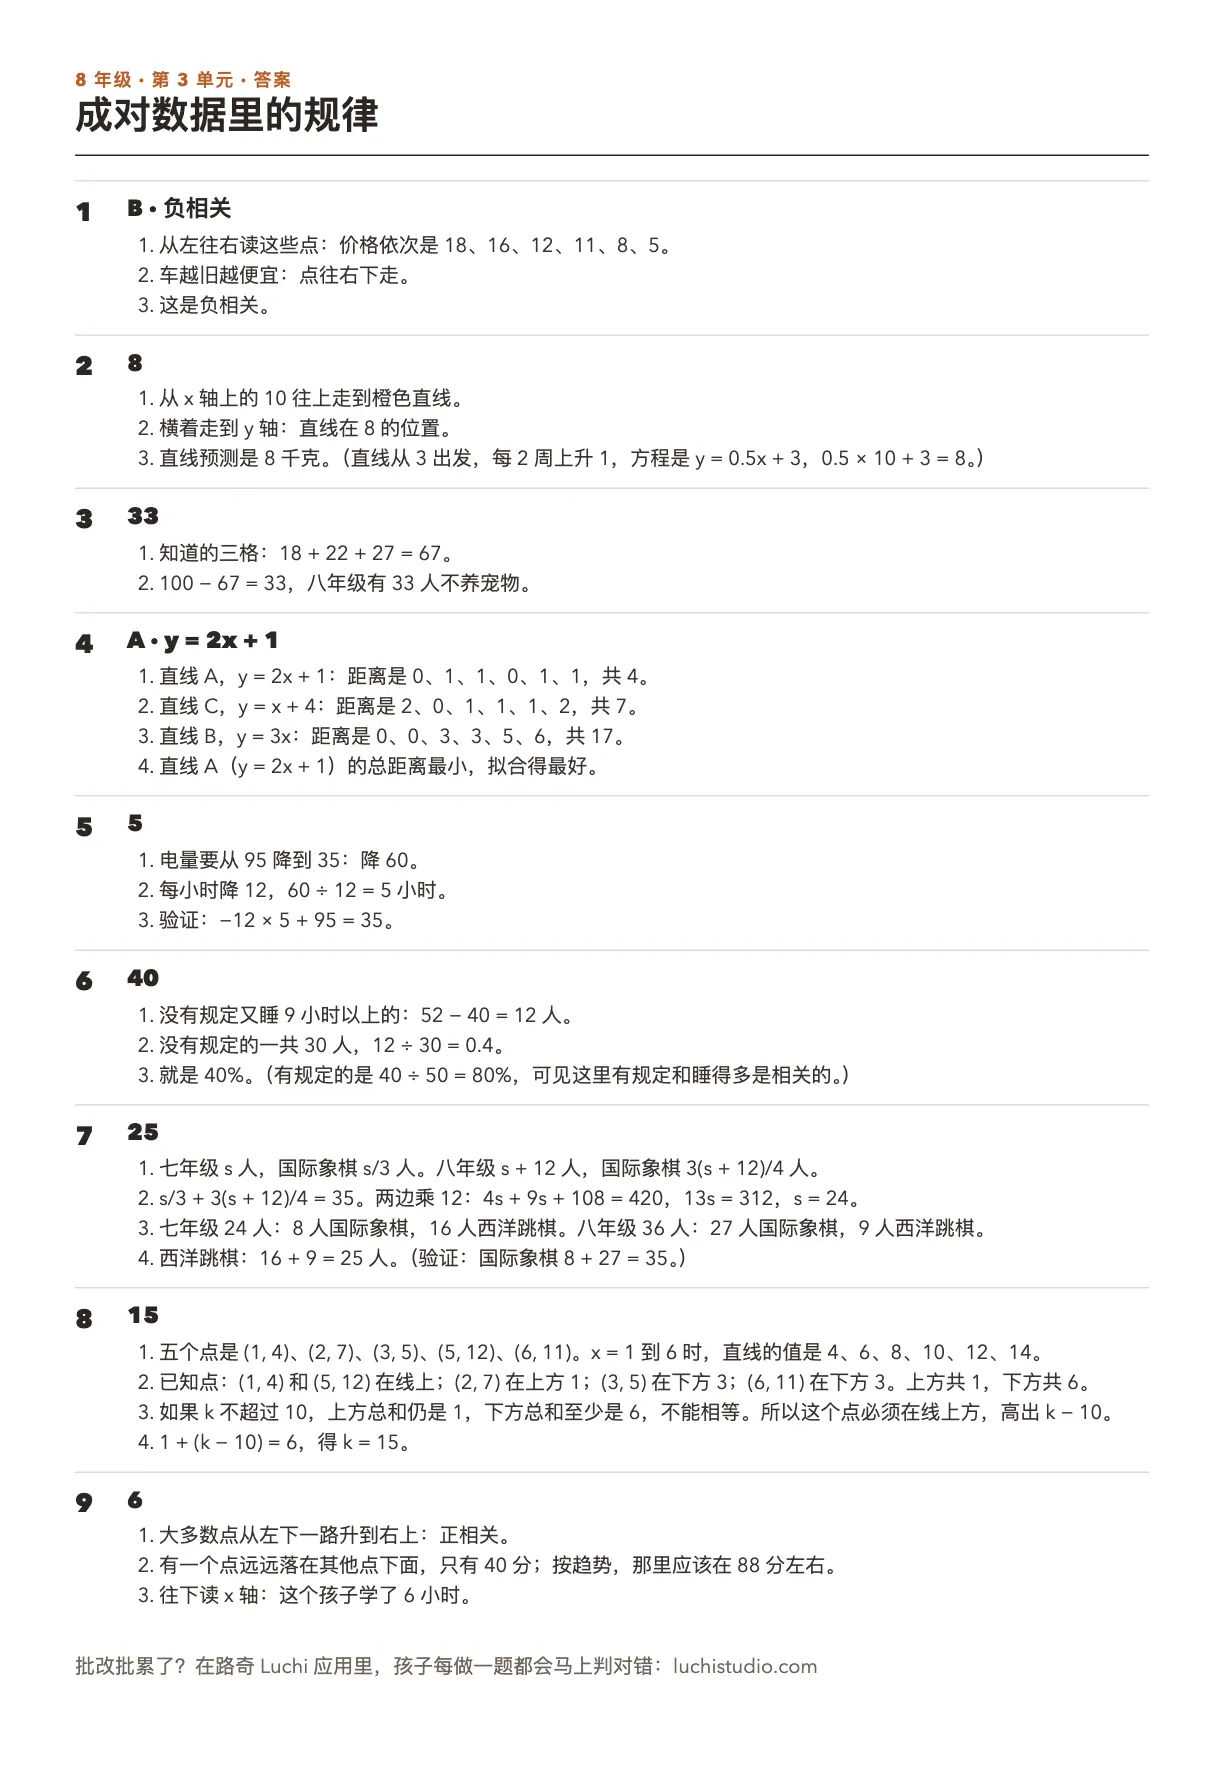 8 年级 · 第 3 单元 · 答案
成对数据里的规律
1 B · 负相关
1. 从左往右读这些点：价格依次是 18、16、12、11、8、5。
2. 车越旧越便宜：点往右下走。
3. 这是负相关。
2 8
1. 从 x 轴上的 10 往上走到橙色直线。
2. 横着走到 y 轴：直线在 8 的位置。
3. 直线预测是 8 千克。（直线从 3 出发，每 2 周上升 1，方程是 y = 0.5x + 3，0.5 × 10 + 3 = 8。）
3 33
1. 知道的三格：18 + 22 + 27 = 67。
2. 100 − 67 = 33，八年级有 33 人不养宠物。
4 A · y = 2x + 1
1. 直线 A，y = 2x + 1：距离是 0、1、1、0、1、1，共 4。
2. 直线 C，y = x + 4：距离是 2、0、1、1、1、2，共 7。
3. 直线 B，y = 3x：距离是 0、0、3、3、5、6，共 17。
4. 直线 A（y = 2x + 1）的总距离最小，拟合得最好。
5 5
1. 电量要从 95 降到 35：降 60。
2. 每小时降 12，60 ÷ 12 = 5 小时。
3. 验证：−12 × 5 + 95 = 35。
6 40
1. 没有规定又睡 9 小时以上的：52 − 40 = 12 人。
2. 没有规定的一共 30 人，12 ÷ 30 = 0.4。
3. 就是 40%。（有规定的是 40 ÷ 50 = 80%，可见这里有规定和睡得多是相关的。）
7 25
1. 七年级 s 人，国际象棋 s/3 人。八年级 s + 12 人，国际象棋 3(s + 12)/4 人。
2. s/3 + 3(s + 12)/4 = 35。两边乘 12：4s + 9s + 108 = 420，13s = 312，s = 24。
3. 七年级 24 人：8 人国际象棋，16 人西洋跳棋。八年级 36 人：27 人国际象棋，9 人西洋跳棋。
4. 西洋跳棋：16 + 9 = 25 人。（验证：国际象棋 8 + 27 = 35。）
8 15
1. 五个点是 (1, 4)、(2, 7)、(3, 5)、(5, 12)、(6, 11)。x = 1 到 6 时，直线的值是 4、6、8、10、12、14。
2. 已知点：(1, 4) 和 (5, 12) 在线上；(2, 7) 在上方 1；(3, 5) 在下方 3；(6, 11) 在下方 3。上方共 1，下方共 6。
3. 如果 k 不超过 10，上方总和仍是 1，下方总和至少是 6，不能相等。所以这个点必须在线上方，高出 k − 10。
4. 1 + (k − 10) = 6，得 k = 15。
9 6
1. 大多数点从左下一路升到右上：正相关。
2. 有一个点远远落在其他点下面，只有 40 分；按趋势，那里应该在 88 分左右。
3. 往下读 x 轴：这个孩子学了 6 小时。
批改批累了？在路奇 Luchi 应用里，孩子每做一题都会马上判对错：luchistudio.com